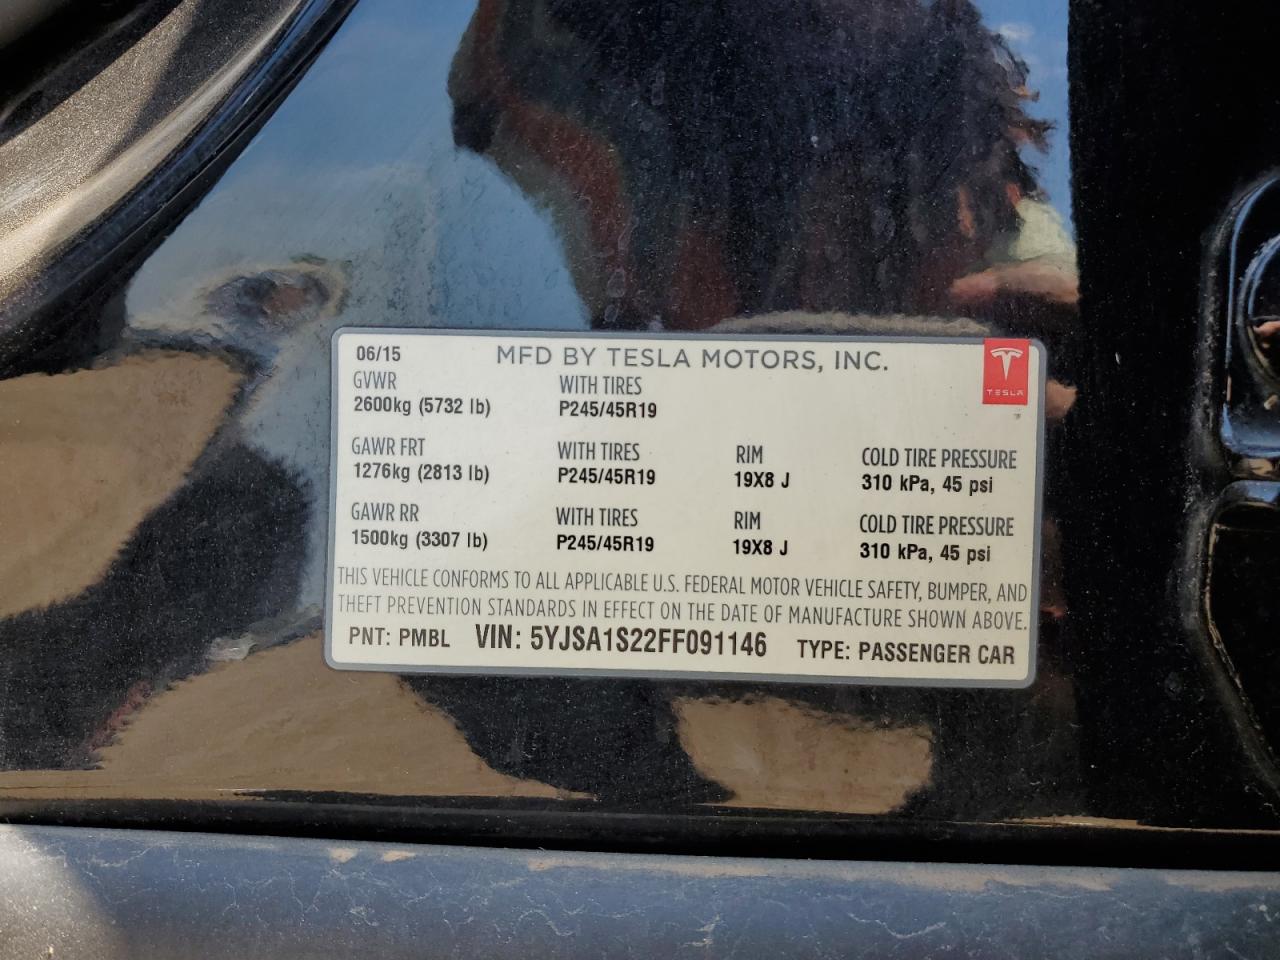 06/15 MFD BY TESLA MOTORS, INC.
TESLA
GVWR WITH TIRES
2600kg (5732 lb) P245/45R19
GAWR FRT WITH TIRES RIM COLD TIRE PRESSURE
1276kg (2813 lb) P245/45R19 19X8 J 310 kPa, 45 psi
GAWR RR WITH TIRES RIM COLD TIRE PRESSURE
1500kg (3307 lb) P245/45R19 19X8 J 310 kPa, 45 psi
THIS VEHICLE CONFORMS TO ALL APPLICABLE U.S. FEDERAL MOTOR VEHICLE SAFETY, BUMPER, AND
THEFT PREVENTION STANDARDS IN EFFECT ON THE DATE OF MANUFACTURE SHOWN ABOVE.
PNT: PMBL VIN: 5YJSA1S22FF091146 TYPE: PASSENGER CAR